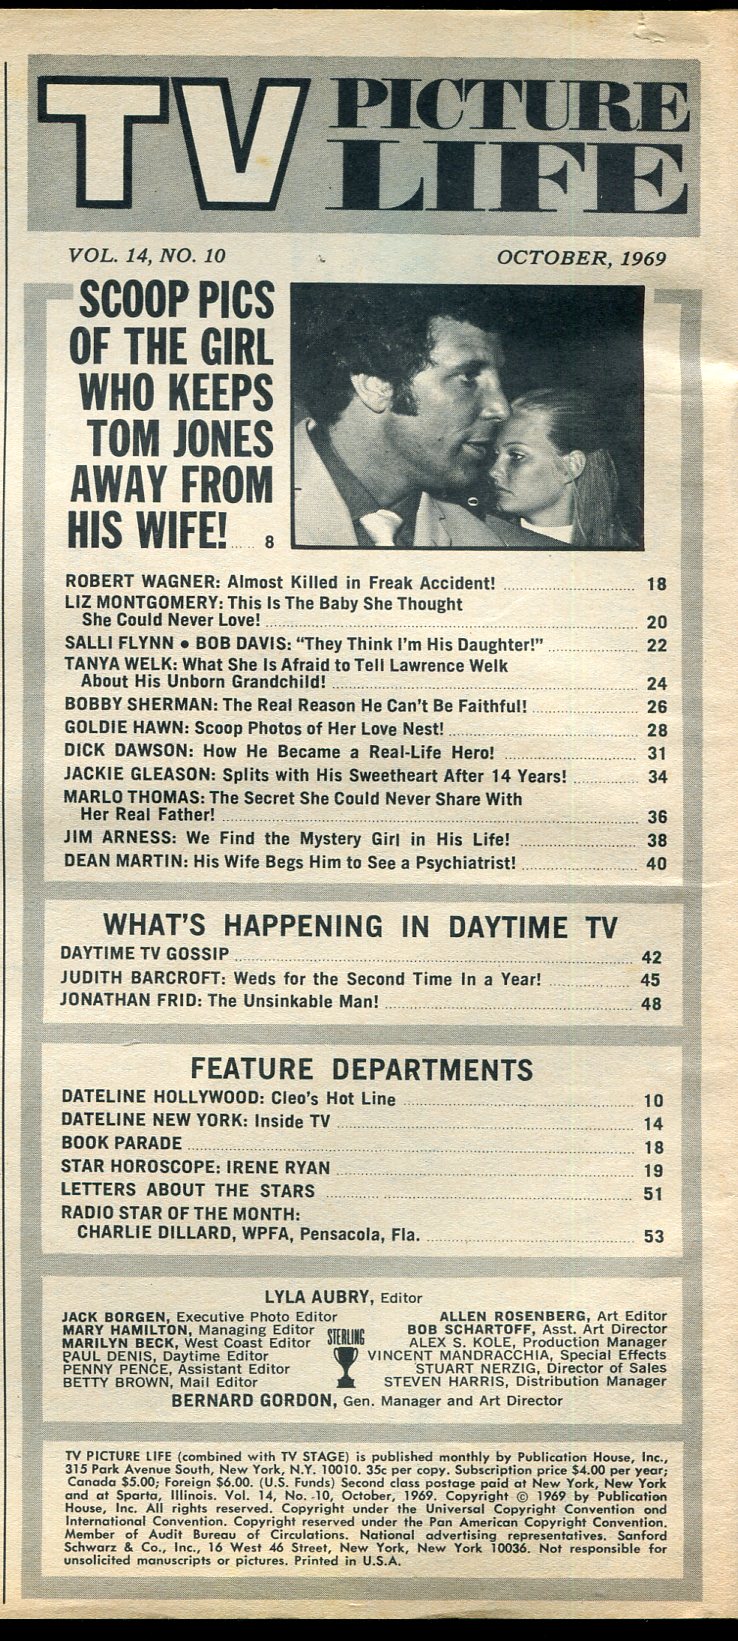 TV PICTURE
LIFE
VOL. 14, NO. 10 OCTOBER, 1969
SCOOP PICS
OF THE GIRL
WHO KEEPS
TOM JONES
AWAY FROM
HIS WIFE! ..... 8
ROBERT WAGNER: Almost Killed in Freak Accident! ..... 18
LIZ MONTGOMERY: This Is The Baby She Thought
She Could Never Love! ..... 20
SALLI FLYNN • BOB DAVIS: "They Think I'm His Daughter!" ..... 22
TANYA WELK: What She Is Afraid to Tell Lawrence Welk
About His Unborn Grandchild! ..... 24
BOBBY SHERMAN: The Real Reason He Can't Be Faithful! ..... 26
GOLDIE HAWN: Scoop Photos of Her Love Nest! ..... 28
DICK DAWSON: How He Became a Real-Life Hero! ..... 31
JACKIE GLEASON: Splits with His Sweetheart After 14 Years! ..... 34
MARLO THOMAS: The Secret She Could Never Share With
Her Real Father! ..... 36
JIM ARNESS: We Find the Mystery Girl in His Life! ..... 38
DEAN MARTIN: His Wife Begs Him to See a Psychiatrist! ..... 40
WHAT'S HAPPENING IN DAYTIME TV
DAYTIME TV GOSSIP ..... 42
JUDITH BARCROFT: Weds for the Second Time In a Year! ..... 45
JONATHAN FRID: The Unsinkable Man! ..... 48
FEATURE DEPARTMENTS
DATELINE HOLLYWOOD: Cleo's Hot Line ..... 10
DATELINE NEW YORK: Inside TV ..... 14
BOOK PARADE ..... 18
STAR HOROSCOPE: IRENE RYAN ..... 19
LETTERS ABOUT THE STARS ..... 51
RADIO STAR OF THE MONTH:
CHARLIE DILLARD, WPFA, Pensacola, Fla. ..... 53
LYLA AUBRY, Editor
JACK BORGEN, Executive Photo Editor
MARY HAMILTON, Managing Editor
MARILYN BECK, West Coast Editor
PAUL DENIS, Daytime Editor
PENNY PENCE, Assistant Editor
BETTY BROWN, Mail Editor
STERLING
ALLEN ROSENBERG, Art Editor
BOB SCHARTOFF, Asst. Art Director
ALEX S. KOLE, Production Manager
VINCENT MANDRACCHIA, Special Effects
STUART NERZIG, Director of Sales
STEVEN HARRIS, Distribution Manager
BERNARD GORDON, Gen. Manager and Art Director
TV PICTURE LIFE (combined with TV STAGE) is published monthly by Publication House, Inc.,
315 Park Avenue South, New York, N.Y. 10010. 35c per copy. Subscription price $4.00 per year;
Canada $5.00; Foreign $6.00. (U.S. Funds) Second class postage paid at New York, New York
and at Sparta, Illinois. Vol. 14, No. 10, October, 1969. Copyright © 1969 by Publication
House, Inc. All rights reserved. Copyright under the Universal Copyright Convention and
International Convention. Copyright reserved under the Pan American Copyright Convention.
Member of Audit Bureau of Circulations. National advertising representatives. Sanford
Schwarz & Co., Inc., 16 West 46 Street, New York, New York 10036. Not responsible for
unsolicited manuscripts or pictures. Printed in U.S.A.